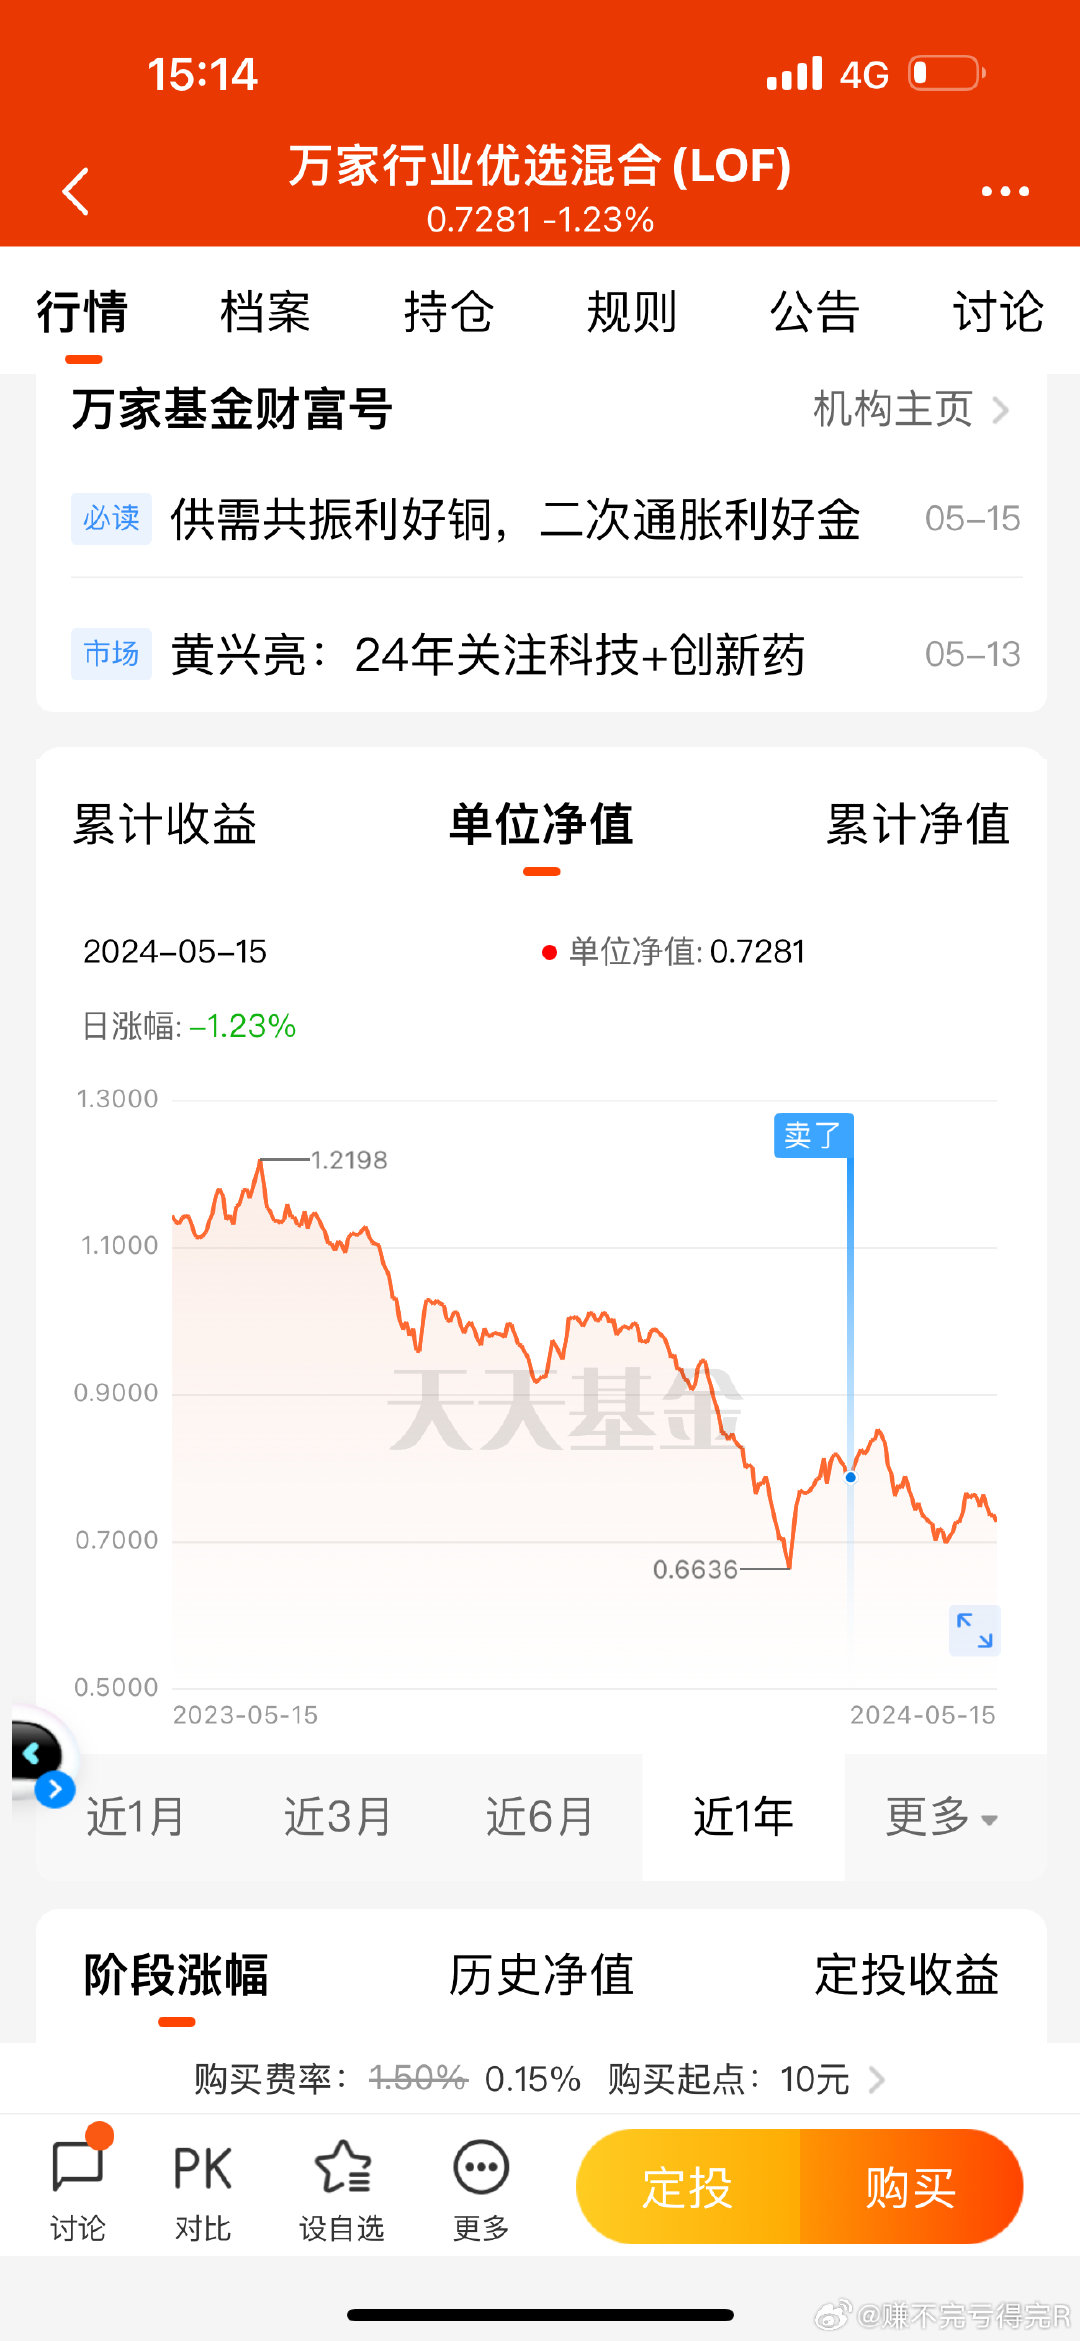 15:14
4G
万家行业优选混合(LOF)
0.7281 -1.23%
行情 档案 持仓 规则 公告 讨论
万家基金财富号 机构主页
必读 供需共振利好铜，二次通胀利好金 05-15
市场 黄兴亮：24年关注科技+创新药 05-13
累计收益 单位净值 累计净值
2024-05-15 单位净值:0.7281
日涨幅:-1.23%
1.3000
卖了
1.2198
1.1000
0.9000
天天基金
0.7000
0.6636
0.5000
2023-05-15 2024-05-15
近1月 近3月 近6月 近1年 更多
阶段涨幅 历史净值 定投收益
购买费率：1.50% 0.15% 购买起点：10元
讨论 PK 对比 设自选 更多 定投 购买
@赚不完亏得完R